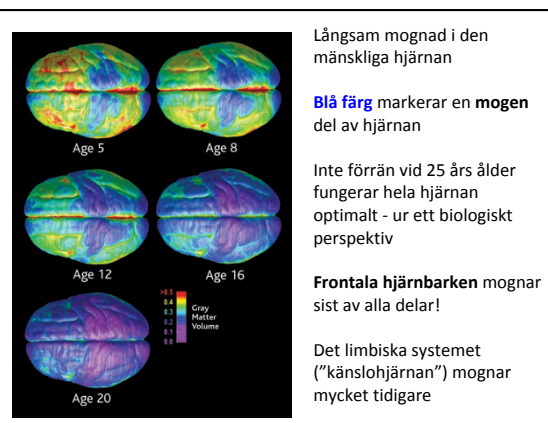 Långsam mognad i den
mänskliga hjärnan
Blå färg markerar en mogen
del av hjärnan
Inte förrän vid 25 års ålder
fungerar hela hjärnan
optimalt - ur ett biologiskt
perspektiv
Frontala hjärnbarken mognar
sist av alla delar!
Det limbiska systemet
("känslohjärnan") mognar
mycket tidigare
Age 5
Age 8
Age 12
Age 16
>0.5
0.4
0.3
0.2
0.1
0.0
Gray
Matter
Volume
Age 20